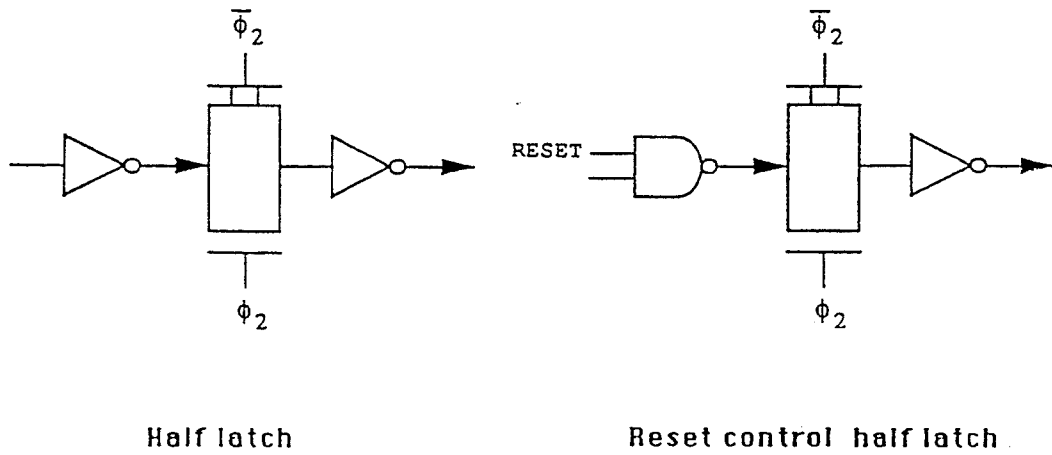 ϕ̅₂ ϕ̅₂
RESET
ϕ₂ ϕ₂
Half latch Reset control half latch